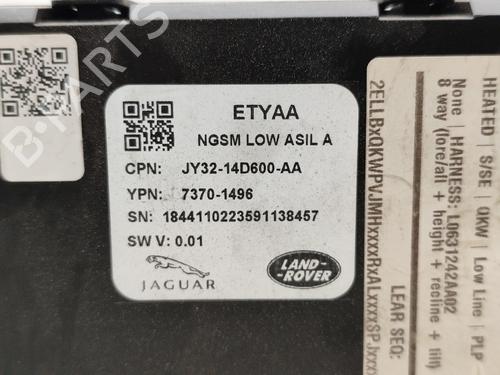 ETYAA
NGSM LOW ASIL A
CPN: JY32-14D600-AA
YPN: 7370-1496
SN: 1844110223591138457
SW V: 0.01
JAGUAR
LAND-
-ROVER
HEATED | S/SE | QKW | Low Line | PLP
None | HARNESS: L0631242AA02
8 way (fore/aft + height + recline + tilt)
LEAR SEQ:
B-PARTS